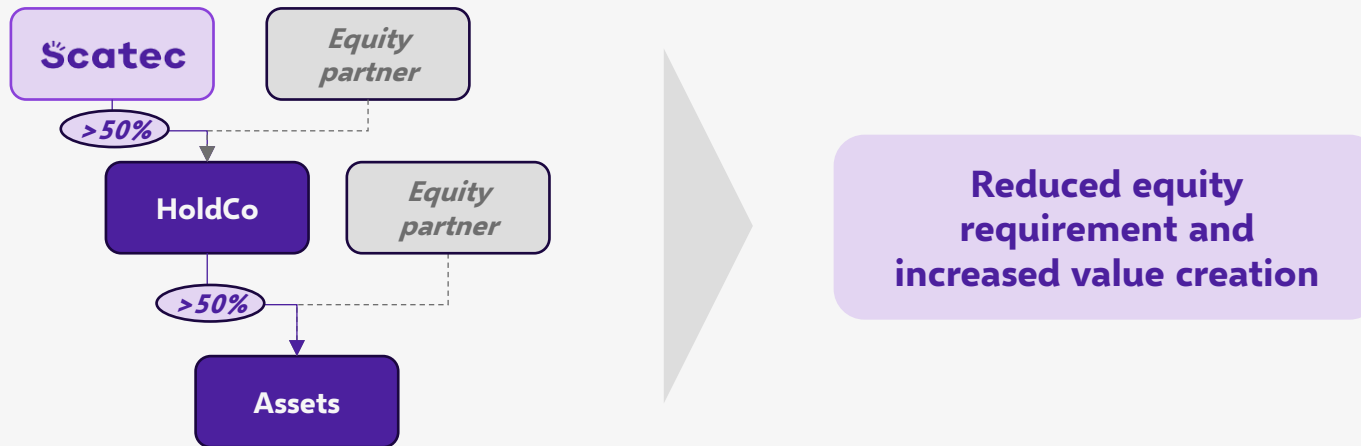 Scatec
Equity
partner
>50%
HoldCo
Equity
partner
>50%
Assets
Reduced equity
requirement and
increased value creation